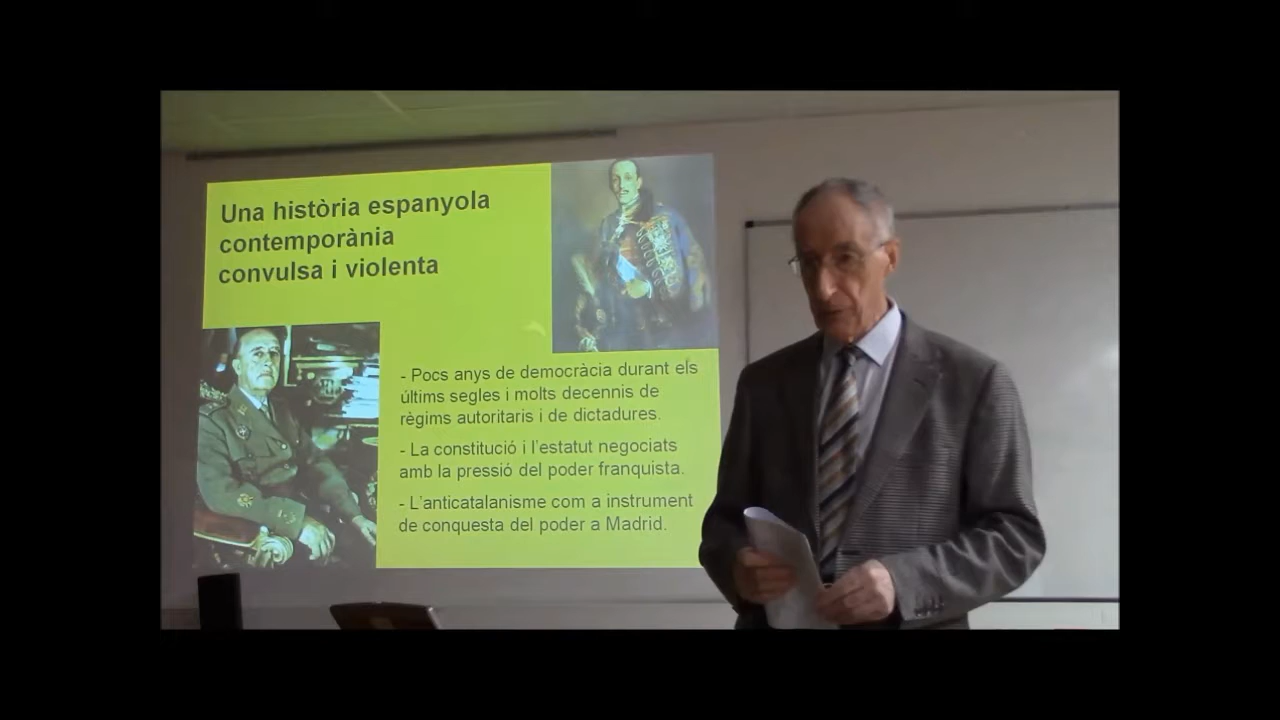 Una història espanyola
contemporània
convulsa i violenta
- Pocs anys de democràcia durant els
últims segles i molts decennis de
règims autoritaris i de dictadures.
- La constitució i l'estatut negociats
amb la pressió del poder franquista.
- L'anticatalanisme com a instrument
de conquesta del poder a Madrid.